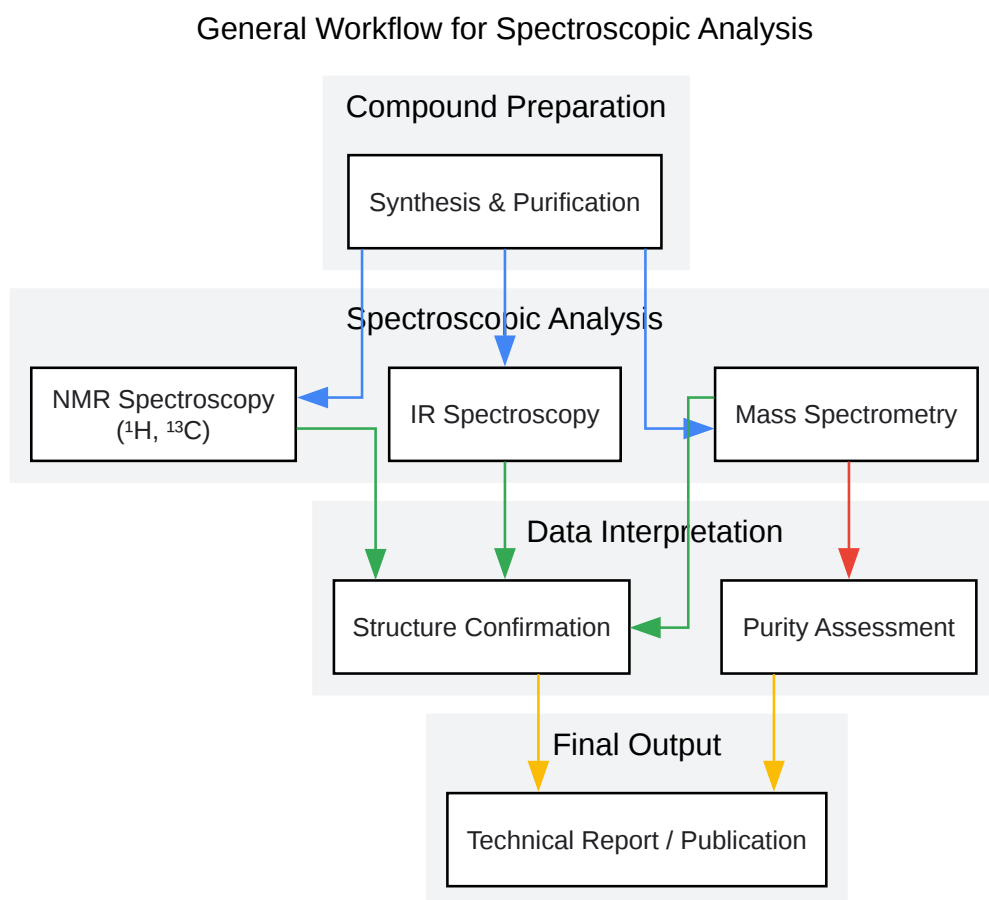 General Workflow for Spectroscopic Analysis
Compound Preparation
Synthesis & Purification
Spectroscopic Analysis
NMR Spectroscopy
(¹H, ¹³C)
IR Spectroscopy
Mass Spectrometry
Data Interpretation
Structure Confirmation
Purity Assessment
Final Output
Technical Report / Publication